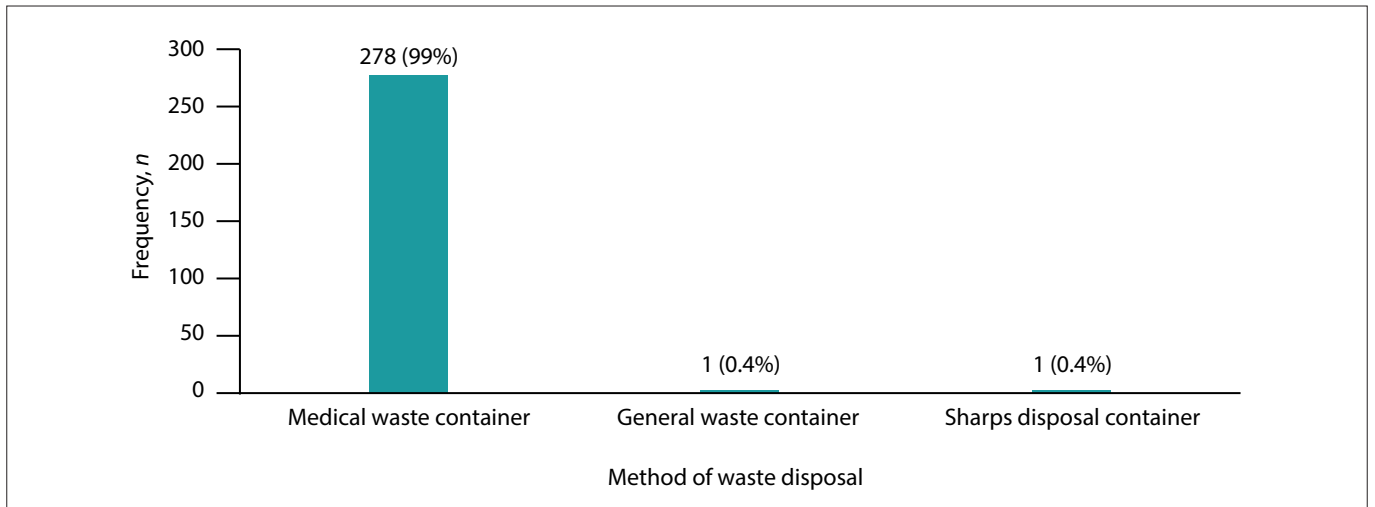 300
278 (99%)
250
200
150
100
50
1 (0.4%)
1 (0.4%)
0
Frequency, n
Medical waste container
General waste container
Sharps disposal container
Method of waste disposal